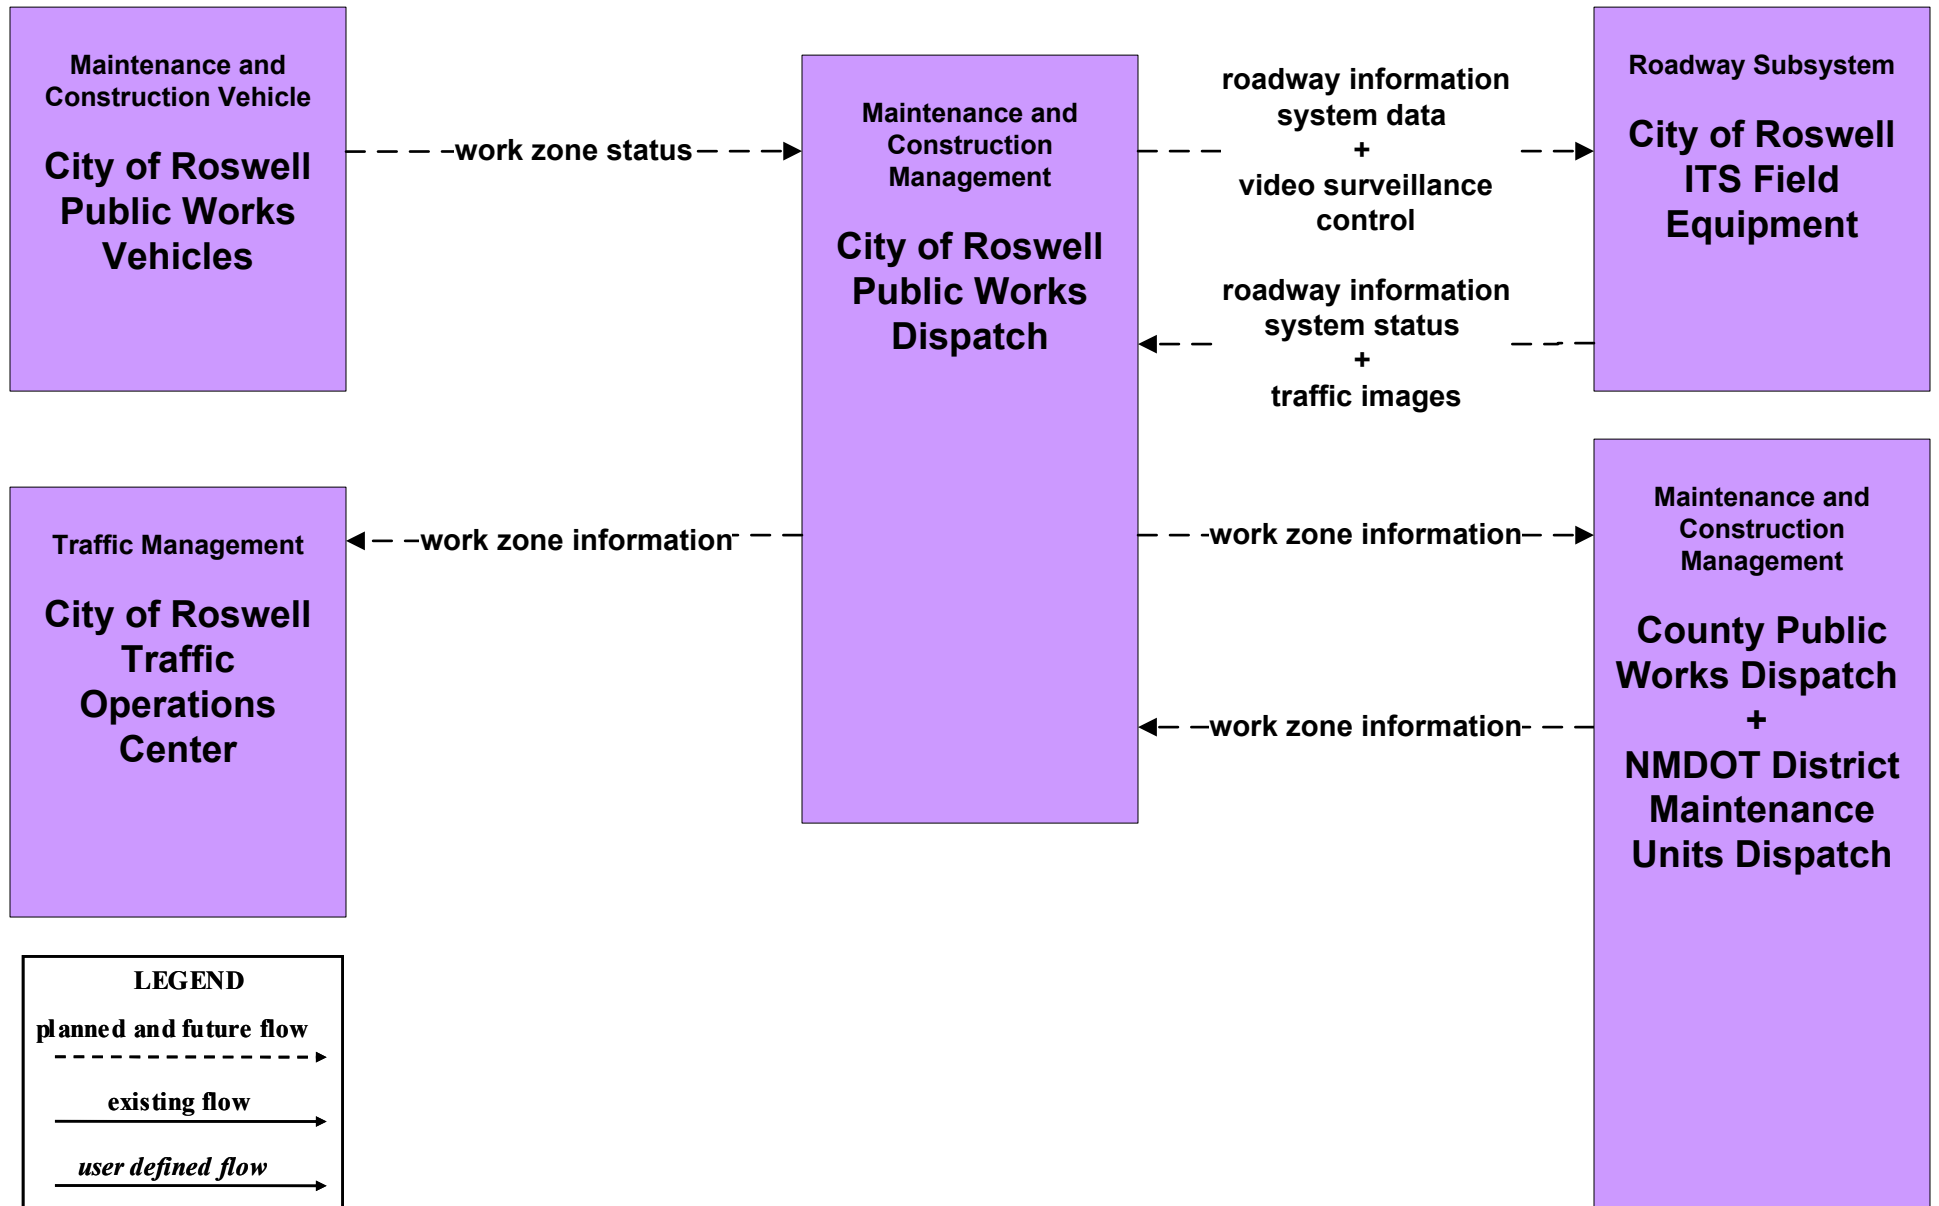 Maintenance and
Construction Vehicle
City of Roswell
Public Works
Vehicles
work zone status
Maintenance and
Construction
Management
City of Roswell
Public Works
Dispatch
roadway information
system data
+
video surveillance
control
roadway information
system status
+
traffic images
Roadway Subsystem
City of Roswell
ITS Field
Equipment
Traffic Management
City of Roswell
Traffic
Operations
Center
work zone information
work zone information
work zone information
Maintenance and
Construction
Management
County Public
Works Dispatch
+
NMDOT District
Maintenance
Units Dispatch
LEGEND
planned and future flow
existing flow
user defined flow